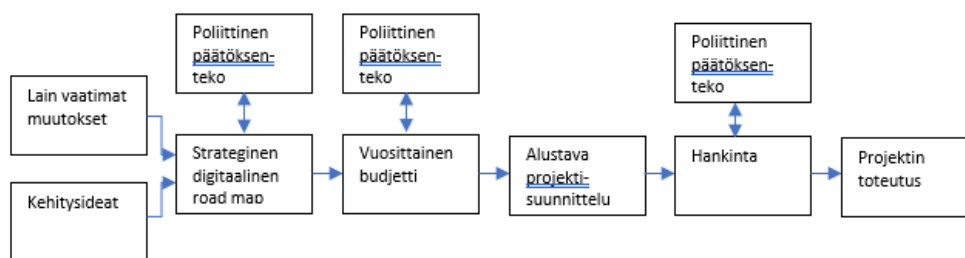 Poliittinen
päätöksen-
teko
Poliittinen
päätöksen-
teko
Poliittinen
päätöksen-
teko
Lain vaatimat
muutokset
Kehitysideat
Strateginen
digitaalinen
road map
Vuosittainen
budjetti
Alustava
projekti-
suunnittelu
Hankinta
Projektin
toteutus